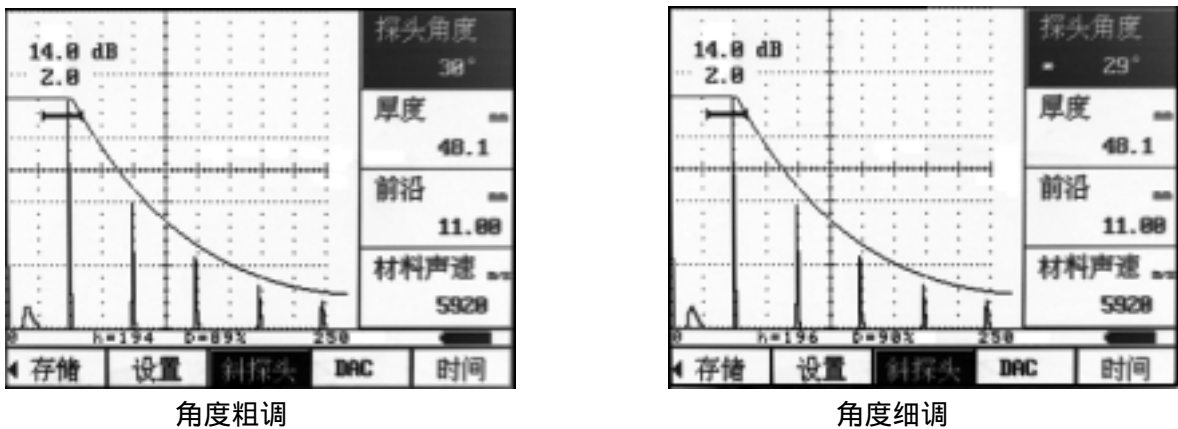 14.0 dB
2.0
探头角度
30°
厚度 mm
48.1
前沿 mm
11.00
材料声速 m/s
5920
0 h=194 D=89% 250
存储 设置 斜探头 DAC 时间
角度粗调
14.0 dB
2.0
探头角度
29°
厚度 mm
48.1
前沿 mm
11.00
材料声速 m/s
5920
0 h=196 D=90% 250
存储 设置 斜探头 DAC 时间
角度细调